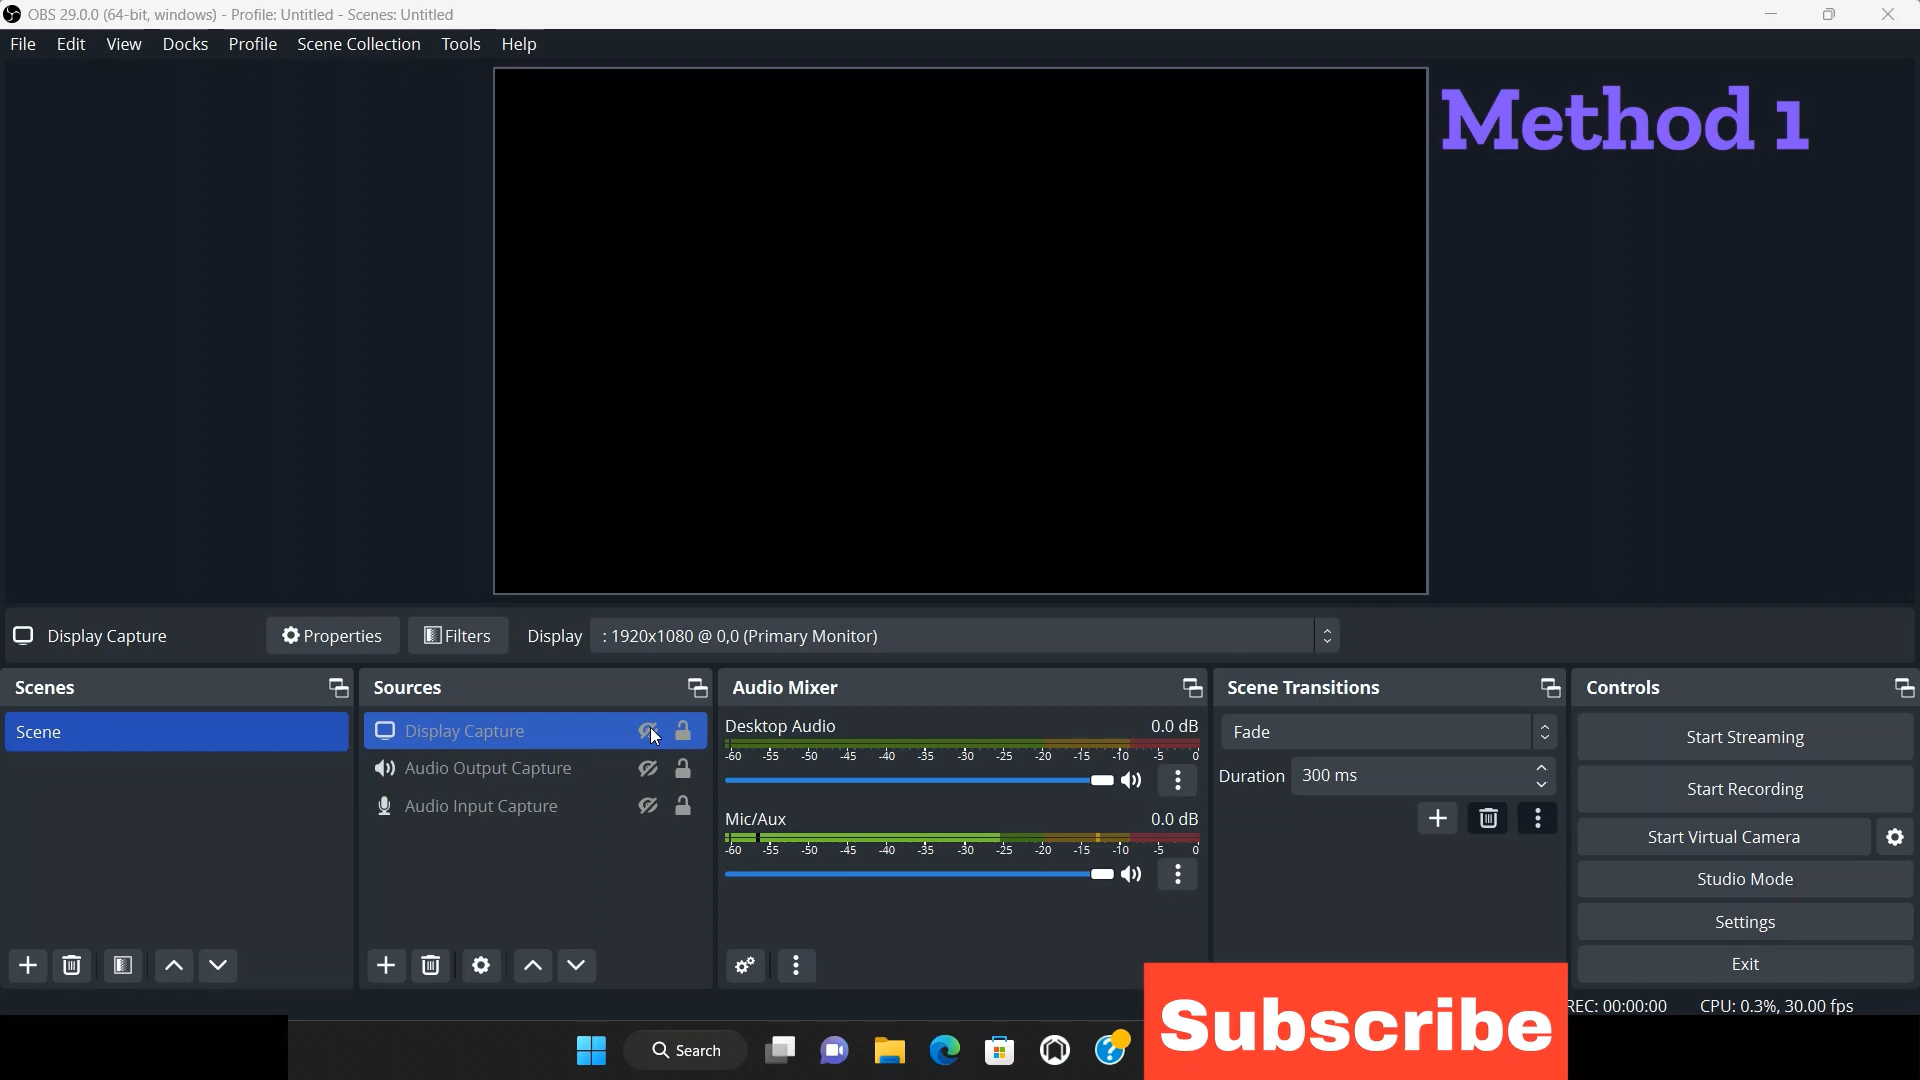 OBS 29.0.0 (64-bit, windows) - Profile: Untitled - Scenes: Untitled
File Edit View Docks Profile Scene Collection Tools Help
Method 1
Display Capture Properties Filters Display : 1920x1080 @ 0,0 (Primary Monitor)
Scenes Sources Audio Mixer Scene Transitions Controls
Scene
Display Capture
Audio Output Capture
Audio Input Capture
Desktop Audio 0.0 dB
-60 -55 -50 -45 -40 -35 -30 -25 -20 -15 -10 -5 0
Mic/Aux 0.0 dB
-60 -55 -50 -45 -40 -35 -30 -25 -20 -15 -10 -5 0
Fade
Duration 300 ms
Start Streaming
Start Recording
Start Virtual Camera
Studio Mode
Settings
Exit
REC: 00:00:00 CPU: 0.3%, 30.00 fps
Search
Subscribe